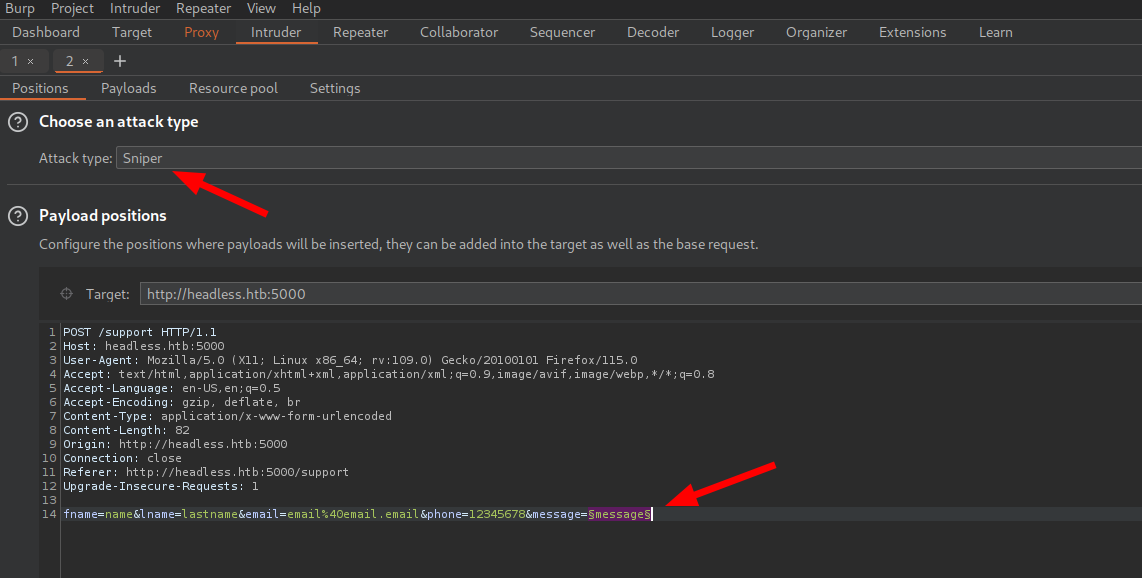 Burp Project Intruder Repeater View Help
Dashboard Target Proxy Intruder Repeater Collaborator Sequencer Decoder Logger Organizer Extensions Learn
1 × 2 × +
Positions Payloads Resource pool Settings
? Choose an attack type
Attack type: Sniper
? Payload positions
Configure the positions where payloads will be inserted, they can be added into the target as well as the base request.
Target: http://headless.htb:5000
1 POST /support HTTP/1.1
2 Host: headless.htb:5000
3 User-Agent: Mozilla/5.0 (X11; Linux x86_64; rv:109.0) Gecko/20100101 Firefox/115.0
4 Accept: text/html,application/xhtml+xml,application/xml;q=0.9,image/avif,image/webp,*/*;q=0.8
5 Accept-Language: en-US,en;q=0.5
6 Accept-Encoding: gzip, deflate, br
7 Content-Type: application/x-www-form-urlencoded
8 Content-Length: 82
9 Origin: http://headless.htb:5000
10 Connection: close
11 Referer: http://headless.htb:5000/support
12 Upgrade-Insecure-Requests: 1
13
14 fname=name&lname=lastname&email=email%40email.email&phone=12345678&message=§message§